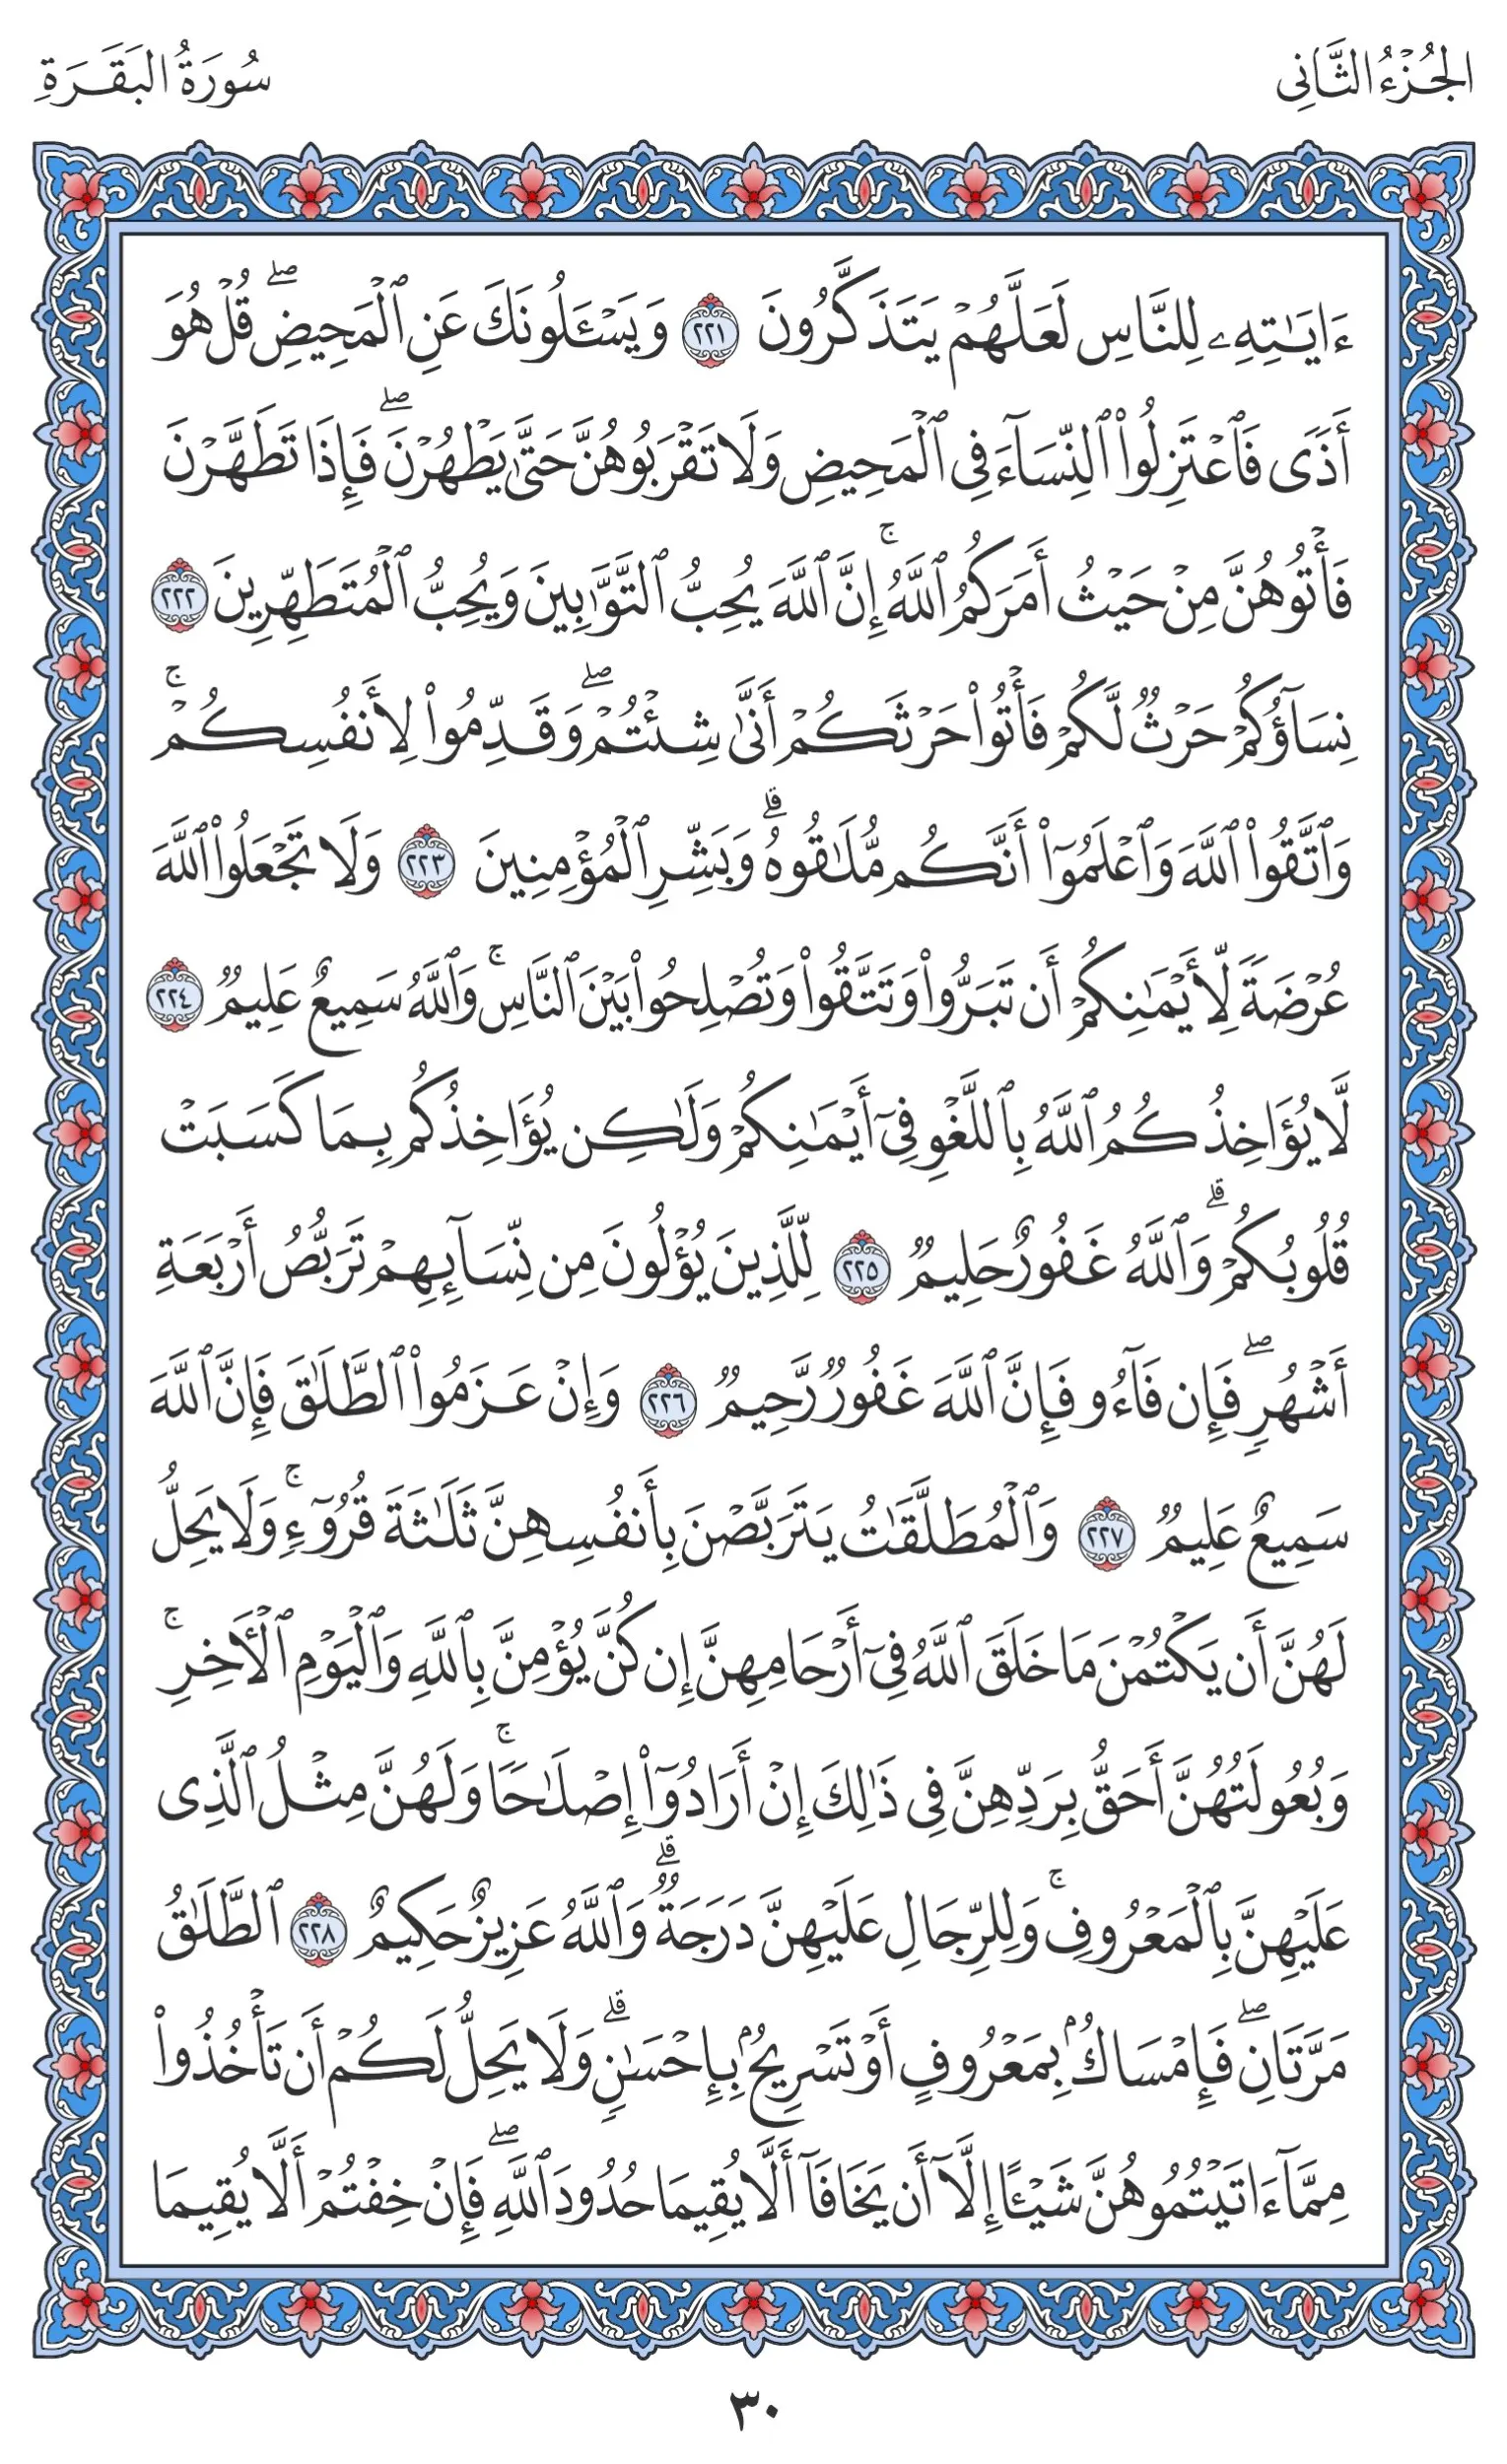 الجُزْءُ الثَّانِى
سُورَةُ البَقَرَةِ
ءَايَٰتِهِۦ لِلنَّاسِ لَعَلَّهُمْ يَتَذَكَّرُونَ ٢٢١ وَيَسْـَٔلُونَكَ عَنِ ٱلْمَحِيضِۖ قُلْ هُوَ
أَذًى فَٱعْتَزِلُوا۟ ٱلنِّسَآءَ فِى ٱلْمَحِيضِ وَلَا تَقْرَبُوهُنَّ حَتَّىٰ يَطْهُرْنَۖ فَإِذَا تَطَهَّرْنَ
فَأْتُوهُنَّ مِنْ حَيْثُ أَمَرَكُمُ ٱللَّهُۚ إِنَّ ٱللَّهَ يُحِبُّ ٱلتَّوَّٰبِينَ وَيُحِبُّ ٱلْمُتَطَهِّرِينَ ٢٢٢
نِسَآؤُكُمْ حَرْثٌ لَّكُمْ فَأْتُوا۟ حَرْثَكُمْ أَنَّىٰ شِئْتُمْۖ وَقَدِّمُوا۟ لِأَنفُسِكُمْۚ
وَٱتَّقُوا۟ ٱللَّهَ وَٱعْلَمُوٓا۟ أَنَّكُم مُّلَٰقُوهُۗ وَبَشِّرِ ٱلْمُؤْمِنِينَ ٢٢٣ وَلَا تَجْعَلُوا۟ ٱللَّهَ
عُرْضَةً لِّأَيْمَٰنِكُمْ أَن تَبَرُّوا۟ وَتَتَّقُوا۟ وَتُصْلِحُوا۟ بَيْنَ ٱلنَّاسِۚ وَٱللَّهُ سَمِيعٌ عَلِيمٌ ٢٢٤
لَّا يُؤَاخِذُكُمُ ٱللَّهُ بِٱللَّغْوِ فِىٓ أَيْمَٰنِكُمْ وَلَٰكِن يُؤَاخِذُكُم بِمَا كَسَبَتْ
قُلُوبُكُمْۗ وَٱللَّهُ غَفُورٌ حَلِيمٌ ٢٢٥ لِّلَّذِينَ يُؤْلُونَ مِن نِّسَآئِهِمْ تَرَبُّصُ أَرْبَعَةِ
أَشْهُرٍۖ فَإِن فَآءُو فَإِنَّ ٱللَّهَ غَفُورٌ رَّحِيمٌ ٢٢٦ وَإِنْ عَزَمُوا۟ ٱلطَّلَٰقَ فَإِنَّ ٱللَّهَ
سَمِيعٌ عَلِيمٌ ٢٢٧ وَٱلْمُطَلَّقَٰتُ يَتَرَبَّصْنَ بِأَنفُسِهِنَّ ثَلَٰثَةَ قُرُوٓءٍۚ وَلَا يَحِلُّ
لَهُنَّ أَن يَكْتُمْنَ مَا خَلَقَ ٱللَّهُ فِىٓ أَرْحَامِهِنَّ إِن كُنَّ يُؤْمِنَّ بِٱللَّهِ وَٱلْيَوْمِ ٱلْءَاخِرِۚ
وَبُعُولَتُهُنَّ أَحَقُّ بِرَدِّهِنَّ فِى ذَٰلِكَ إِنْ أَرَادُوٓا۟ إِصْلَٰحًاۚ وَلَهُنَّ مِثْلُ ٱلَّذِى
عَلَيْهِنَّ بِٱلْمَعْرُوفِۚ وَلِلرِّجَالِ عَلَيْهِنَّ دَرَجَةٌۗ وَٱللَّهُ عَزِيزٌ حَكِيمٌ ٢٢٨ ٱلطَّلَٰقُ
مَرَّتَانِۖ فَإِمْسَاكٌۢ بِمَعْرُوفٍ أَوْ تَسْرِيحٌۢ بِإِحْسَٰنٍۗ وَلَا يَحِلُّ لَكُمْ أَن تَأْخُذُوا۟
مِمَّآ ءَاتَيْتُمُوهُنَّ شَيْـًٔا إِلَّآ أَن يَخَافَآ أَلَّا يُقِيمَا حُدُودَ ٱللَّهِۖ فَإِنْ خِفْتُمْ أَلَّا يُقِيمَا
٣٠